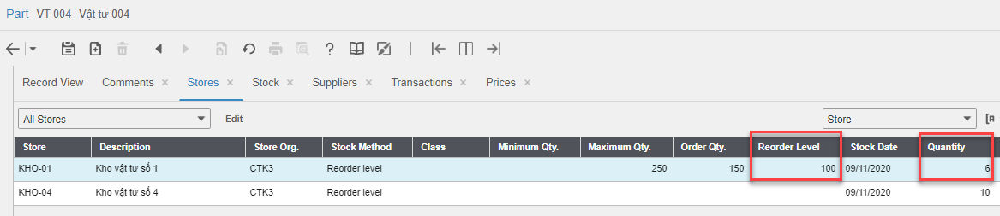 Part VT-004 Vật tư 004
Record View Comments Stores Stock Suppliers Transactions Prices
All Stores Edit Store
Store Description Store Org. Stock Method Class Minimum Qty. Maximum Qty. Order Qty. Reorder Level Stock Date Quantity
KHO-01 Kho vật tư số 1 CTK3 Reorder level 250 150 100 09/11/2020 6
KHO-04 Kho vật tư số 4 CTK3 Reorder level 09/11/2020 10